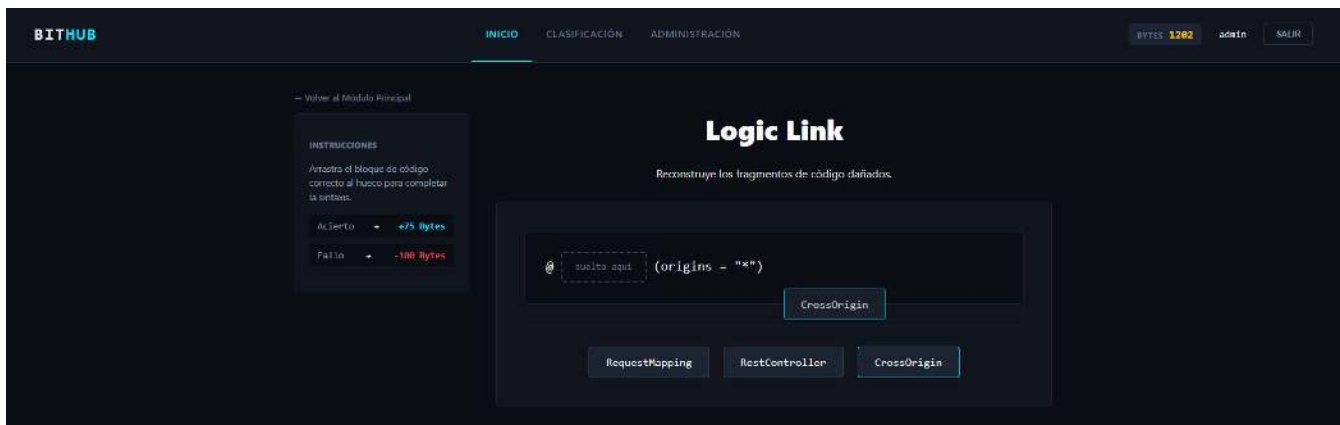 BITHUB
INICIO CLASIFICACIÓN ADMINISTRACIÓN
BYTES 1202 admin SALIR
← Volver al Módulo Principal
INSTRUCCIONES
Arrastra el bloque de código
correcto al hueco para completar
la sintaxis.
Acierto → +75 Bytes
Fallo → -100 Bytes
Logic Link
Reconstruye los fragmentos de código dañados.
@ suelta aquí (origins = "*")
CrossOrigin
RequestMapping RestController CrossOrigin